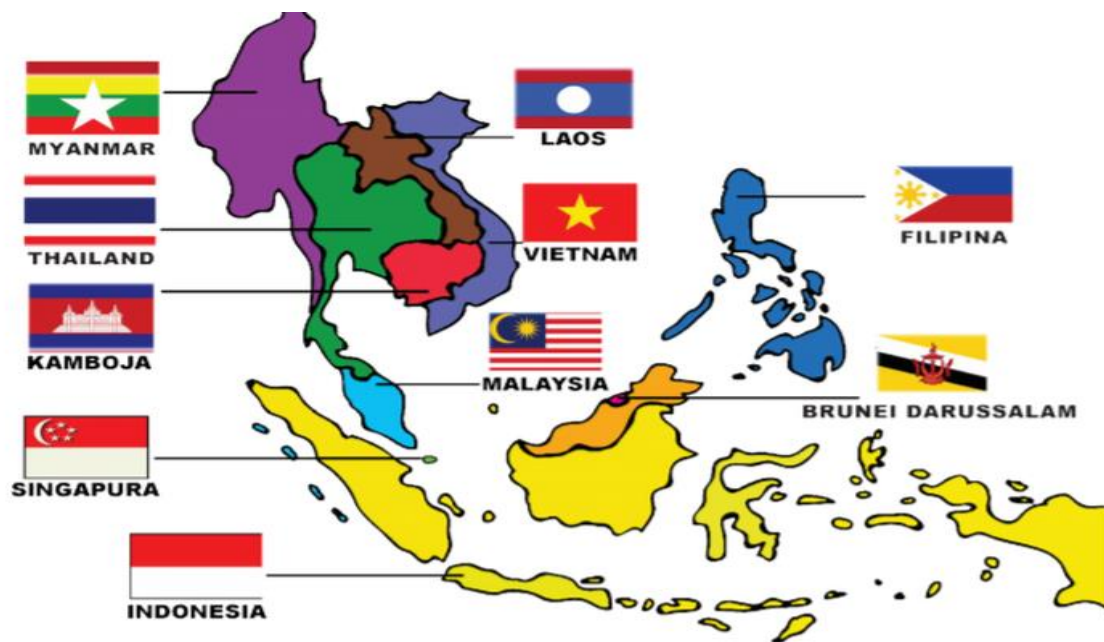 MYANMAR
LAOS
THAILAND
VIETNAM
FILIPINA
KAMBOJA
MALAYSIA
BRUNEI DARUSSALAM
SINGAPURA
INDONESIA